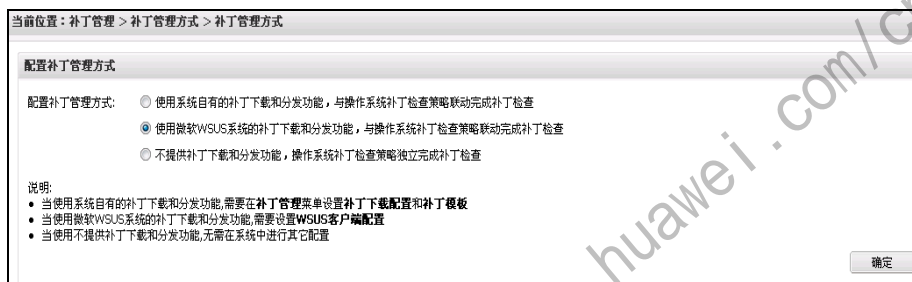 当前位置：补丁管理 > 补丁管理方式 > 补丁管理方式
配置补丁管理方式
配置补丁管理方式:
使用系统自有的补丁下载和分发功能，与操作系统补丁检查策略联动完成补丁检查
使用微软WSUS系统的补丁下载和分发功能，与操作系统补丁检查策略联动完成补丁检查
不提供补丁下载和分发功能，操作系统补丁检查策略独立完成补丁检查
说明:
• 当使用系统自有的补丁下载和分发功能,需要在补丁管理菜单设置补丁下载配置和补丁模板
• 当使用微软WSUS系统的补丁下载和分发功能,需要设置WSUS客户端配置
• 当使用不提供补丁下载和分发功能,无需在系统中进行其它配置
确定
huawei.com/c